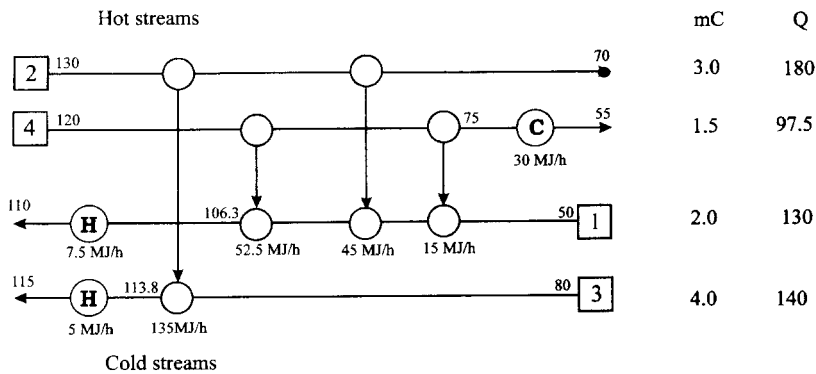 Hot streams mC Q
2 130 70 3.0 180
4 120 75 C 55 1.5 97.5
30 MJ/h
110 H 106.3 50 1 2.0 130
7.5 MJ/h 52.5 MJ/h 45 MJ/h 15 MJ/h
115 H 113.8 80 3 4.0 140
5 MJ/h 135MJ/h
Cold streams